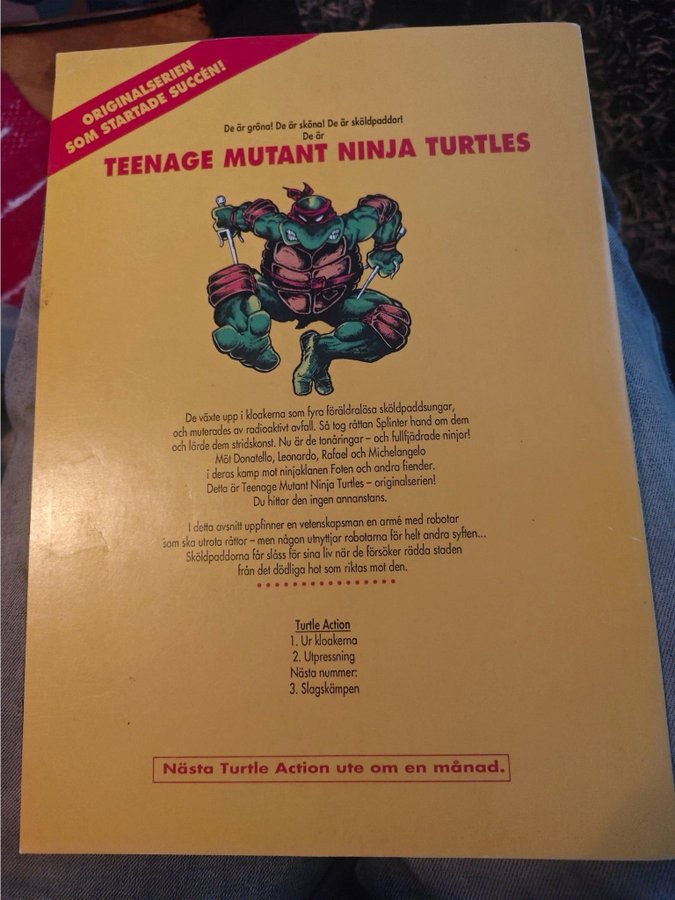 ORIGINALSERIEN
SOM STARTADE SUCCÉN!
De är gröna! De är sköna! De är sköldpaddor!
De är
TEENAGE MUTANT NINJA TURTLES
De växte upp i kloakerna som fyra föräldralösa sköldpaddsungar,
och muterades av radioaktivt avfall. Så tog råttan Splinter hand om dem
och lärde dem stridskonst. Nu är de tonåringar – och fullfjädrade ninjor!
Möt Donatello, Leonardo, Rafael och Michelangelo
i deras kamp mot ninjaklanen Foten och andra fiender.
Detta är Teenage Mutant Ninja Turtles – originalserien!
Du hittar den ingen annanstans.
I detta avsnitt uppfinner en vetenskapsman en armé med robotar
som ska utrota råttor – men någon utnyttjar robotarna för helt andra syften...
Sköldpaddorna får slåss för sina liv när de försöker rädda staden
från det dödliga hot som riktas mot den.
Turtle Action
1. Ur kloakerna
2. Utpressning
Nästa nummer:
3. Slagskämpen
Nästa Turtle Action ute om en månad.